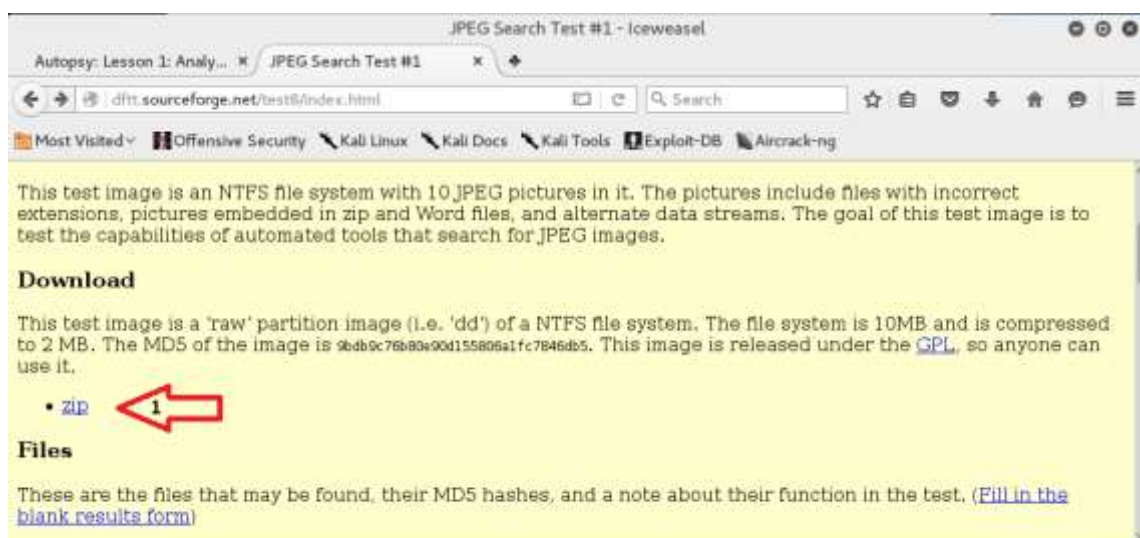 JPEG Search Test #1 - Iceweasel
Autopsy: Lesson 1: Analy... JPEG Search Test #1
dftt.sourceforge.net/test8/index.html Search
Most Visited Offensive Security Kali Linux Kali Docs Kali Tools Exploit-DB Aircrack-ng
This test image is an NTFS file system with 10 JPEG pictures in it. The pictures include files with incorrect
extensions, pictures embedded in zip and Word files, and alternate data streams. The goal of this test image is to
test the capabilities of automated tools that search for JPEG images.
Download
This test image is a 'raw' partition image (i.e. 'dd') of a NTFS file system. The file system is 10MB and is compressed
to 2 MB. The MD5 of the image is 9bdb9c76b80e90d155806a1fc7846db5. This image is released under the GPL, so anyone can
use it.
• zip 1
Files
These are the files that may be found, their MD5 hashes, and a note about their function in the test. (Fill in the
blank results form)